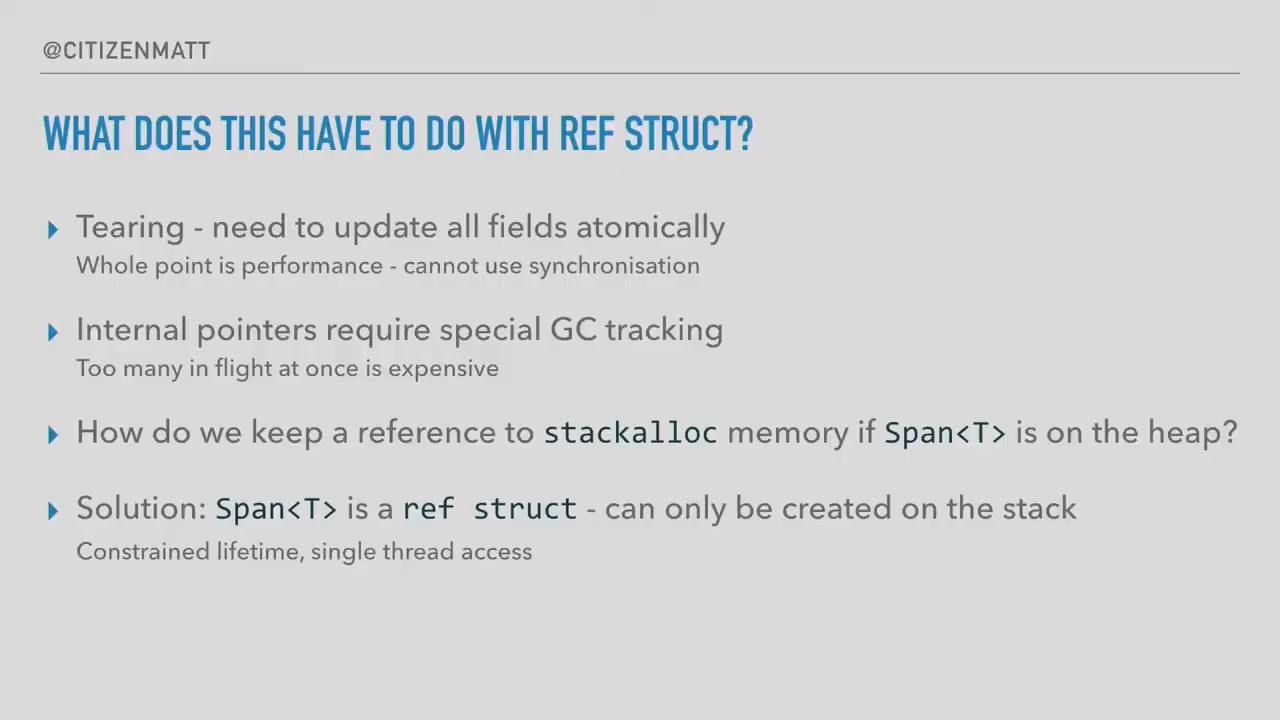 @CITIZENMATT
WHAT DOES THIS HAVE TO DO WITH REF STRUCT?
Tearing - need to update all fields atomically
Whole point is performance - cannot use synchronisation
Internal pointers require special GC tracking
Too many in flight at once is expensive
How do we keep a reference to stackalloc memory if Span<T> is on the heap?
Solution: Span<T> is a ref struct - can only be created on the stack
Constrained lifetime, single thread access